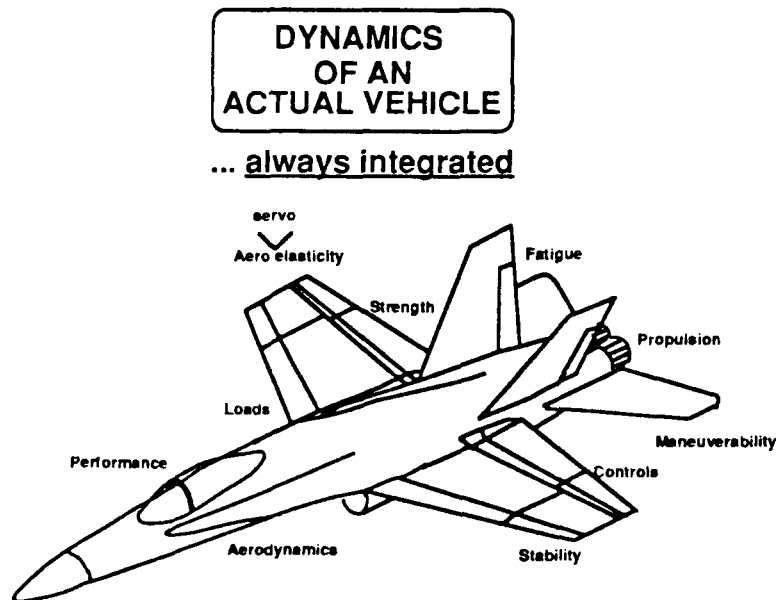 DYNAMICS
OF AN
ACTUAL VEHICLE
... always integrated
servo
Aero elasticity
Fatigue
Strength
Propulsion
Loads
Maneuverability
Performance
Controls
Aerodynamics
Stability